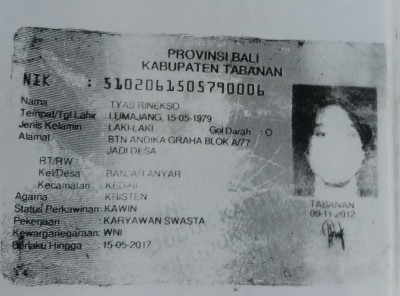 PROVINSI BALI
KABUPATEN TABANAN
NIK : 5102061505790006
Nama : TYAS RINEKSO
Tempat/Tgl Lahir : LUMAJANG, 15-05-1979
Jenis Kelamin : LAKI-LAKI Gol Darah : O
Alamat : BTN ANDIKA GRAHA BLOK A/77
JADI DESA
RT/RW :
Kel/Desa : BANJAR ANYAR
Kecamatan : KEDIRI
Agama : KRISTEN
Status Perkawinan : KAWIN
Pekerjaan : KARYAWAN SWASTA
Kewarganegaraan : WNI
Berlaku Hingga : 15-05-2017
TABANAN
09-11-2012